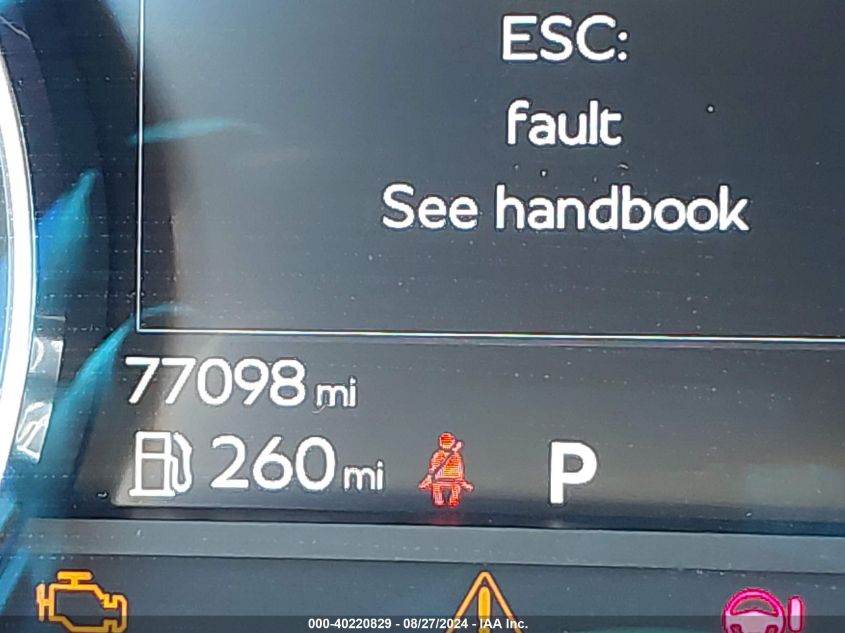 ESC:
fault
See handbook
77098 mi
260 mi P
000-40220829 - 08/27/2024 - IAA Inc.